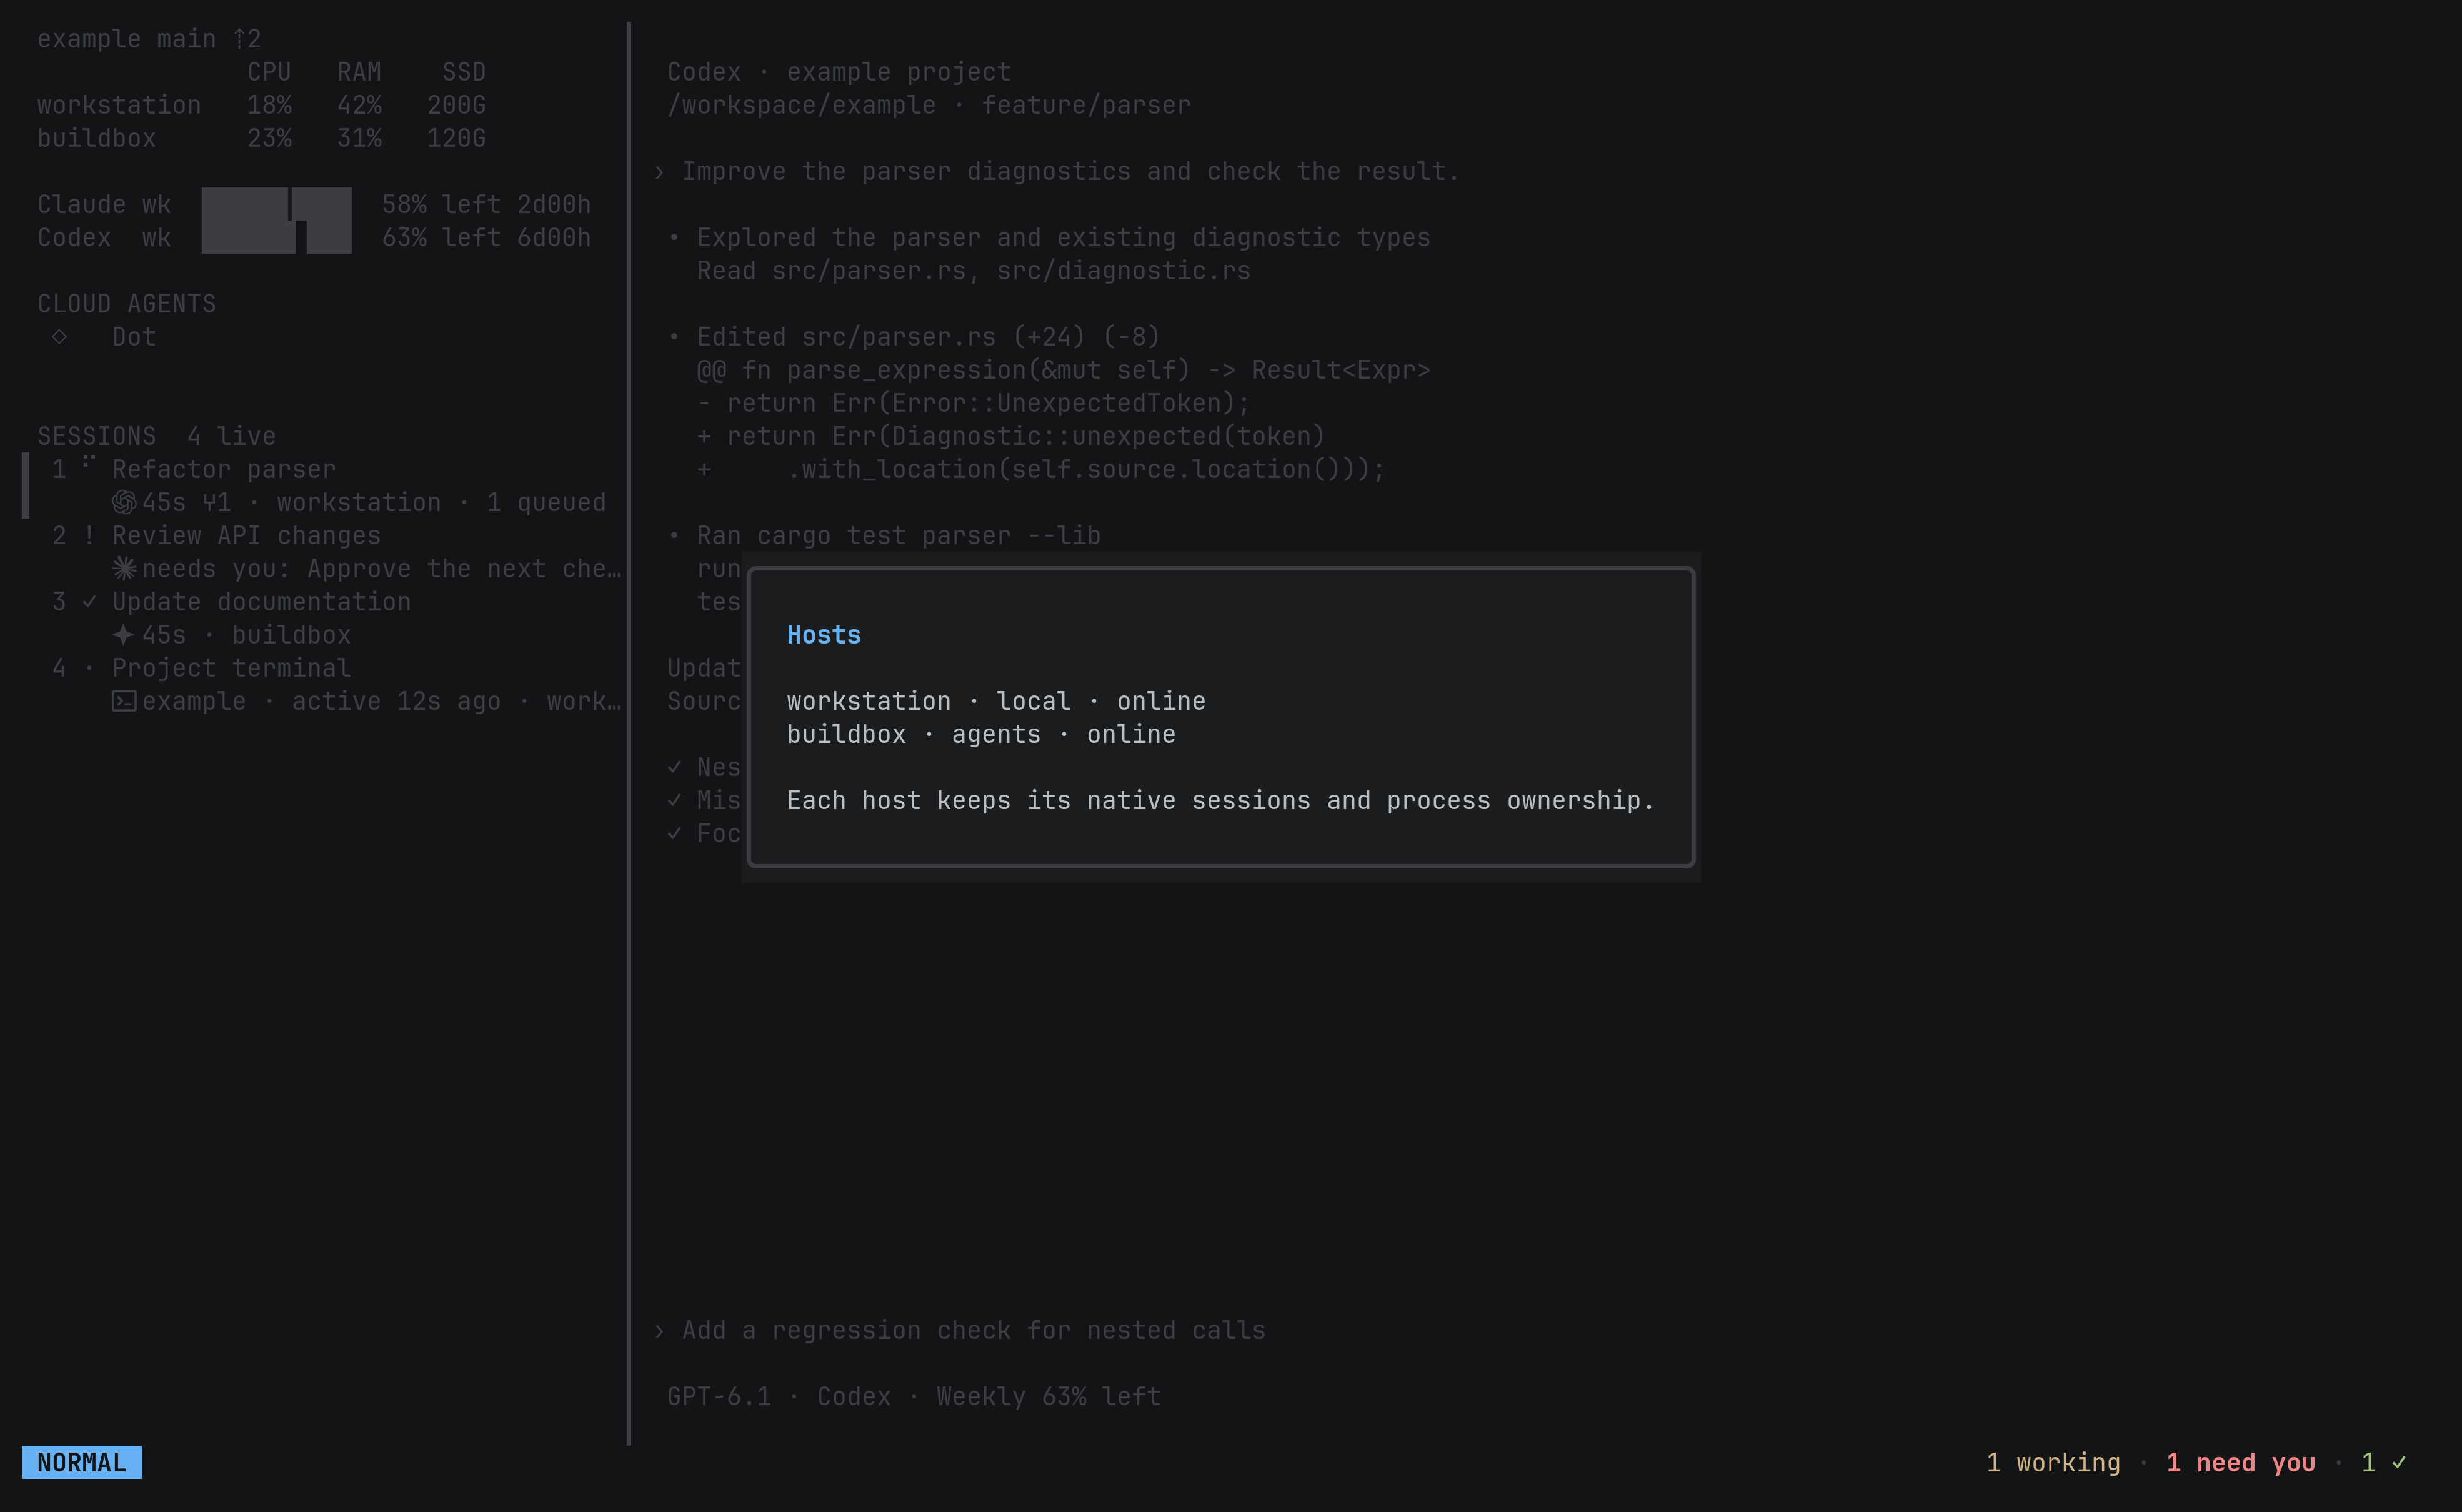 example main ⇡2
CPU RAM SSD
workstation 18% 42% 200G
buildbox 23% 31% 120G
Claude wk 58% left 2d00h
Codex wk 63% left 6d00h
CLOUD AGENTS
◇ Dot
SESSIONS 4 live
1 ⠋ Refactor parser
45s ⑂1 · workstation · 1 queued
2 ! Review API changes
needs you: Approve the next che…
3 ✓ Update documentation
45s · buildbox
4 · Project terminal
example · active 12s ago · work…
Codex · example project
/workspace/example · feature/parser
› Improve the parser diagnostics and check the result.
• Explored the parser and existing diagnostic types
Read src/parser.rs, src/diagnostic.rs
• Edited src/parser.rs (+24) (-8)
@@ fn parse_expression(&mut self) -> Result<Expr>
- return Err(Error::UnexpectedToken);
+ return Err(Diagnostic::unexpected(token)
+ .with_location(self.source.location()));
• Ran cargo test parser --lib
run
tes
Updat
Sourc
✓ Nes
✓ Mis
✓ Foc
Hosts
workstation · local · online
buildbox · agents · online
Each host keeps its native sessions and process ownership.
› Add a regression check for nested calls
GPT-6.1 · Codex · Weekly 63% left
NORMAL
1 working · 1 need you · 1 ✓